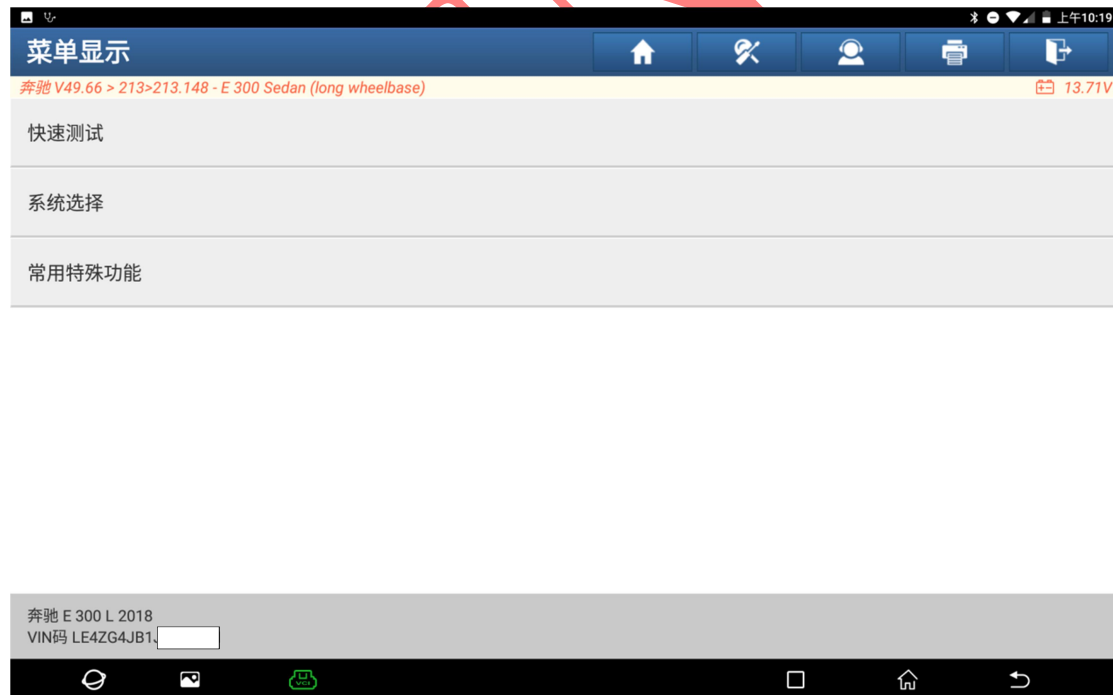 上午10:19
菜单显示
奔驰 V49.66 > 213>213.148 - E 300 Sedan (long wheelbase)
13.71V
快速测试
系统选择
常用特殊功能
奔驰 E 300 L 2018
VIN码 LE4ZG4JB1
VCI